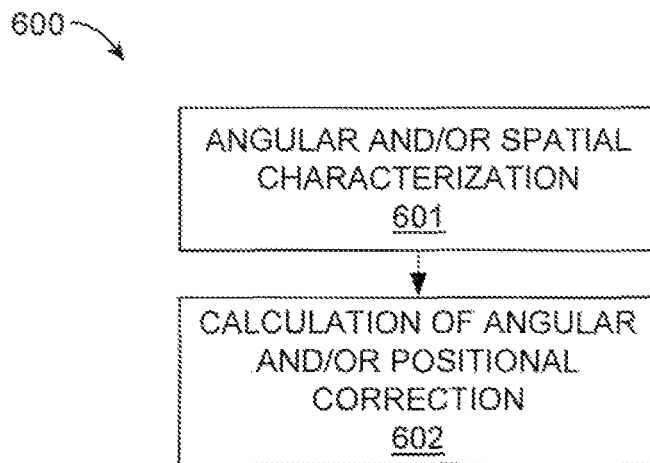 600
ANGULAR AND/OR SPATIAL
CHARACTERIZATION
601
CALCULATION OF ANGULAR
AND/OR POSITIONAL
CORRECTION
602